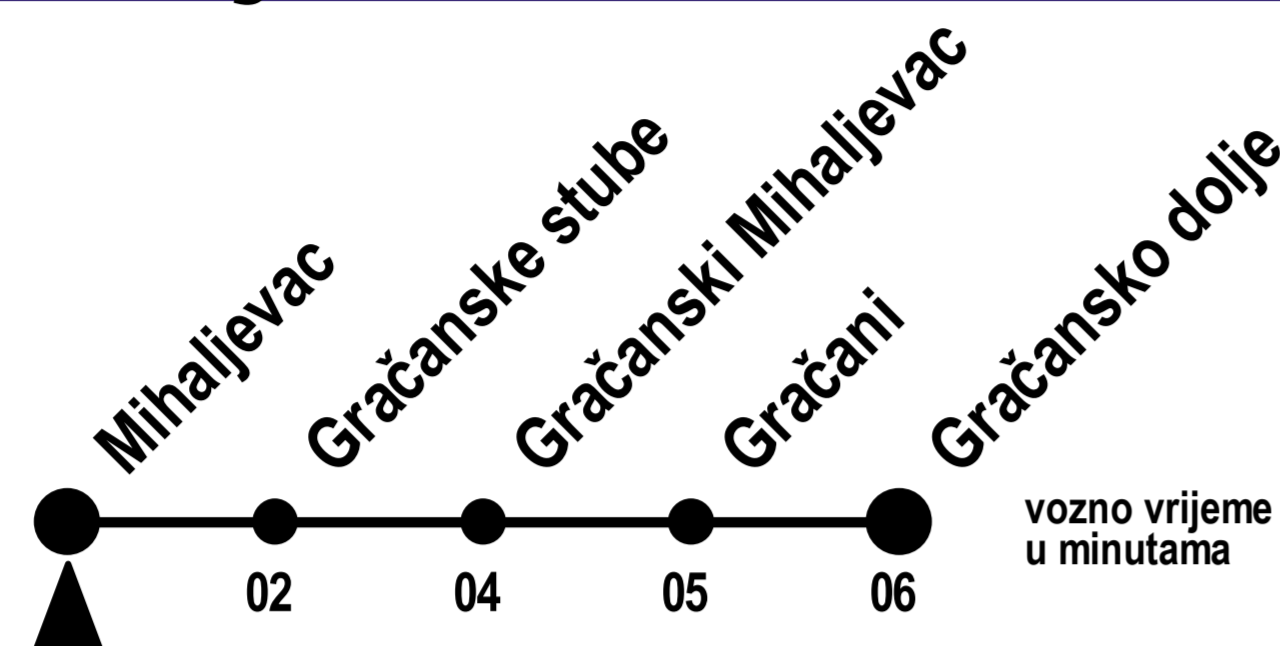 Mihaljevac
Gračanske stube
Gračanski Mihaljevac
Gračani
Gračansko dolje
02
04
05
06
vozno vrijeme
u minutama